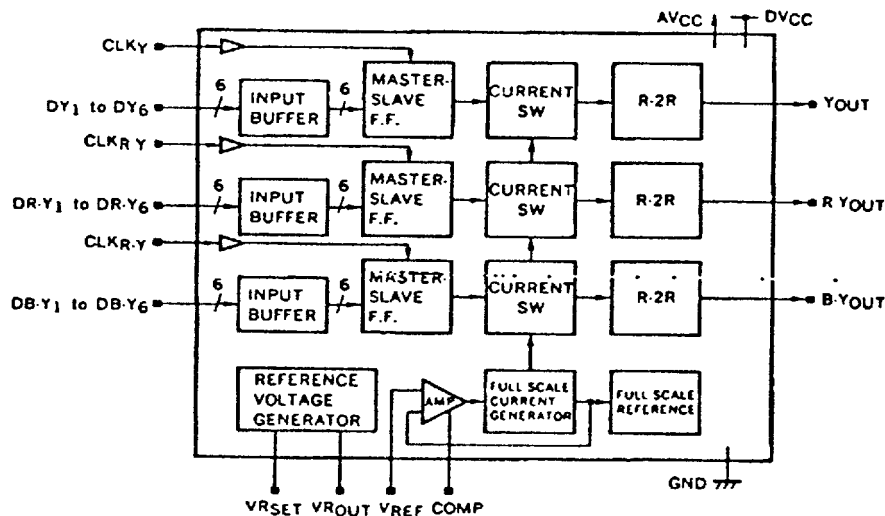 AVCC DVCC
CLKY
DY1 to DY6
6
INPUT BUFFER
6
MASTER-SLAVE F.F.
CURRENT SW
R-2R
YOUT
CLKR-Y
DR-Y1 to DR-Y6
6
INPUT BUFFER
6
MASTER-SLAVE F.F.
CURRENT SW
R-2R
R-YOUT
CLKR-Y
DB-Y1 to DB-Y6
6
INPUT BUFFER
6
MASTER-SLAVE F.F.
CURRENT SW
R-2R
B-YOUT
REFERENCE VOLTAGE GENERATOR
AMP
FULL SCALE CURRENT GENERATOR
FULL SCALE REFERENCE
GND
VRSET VROUT VREF COMP